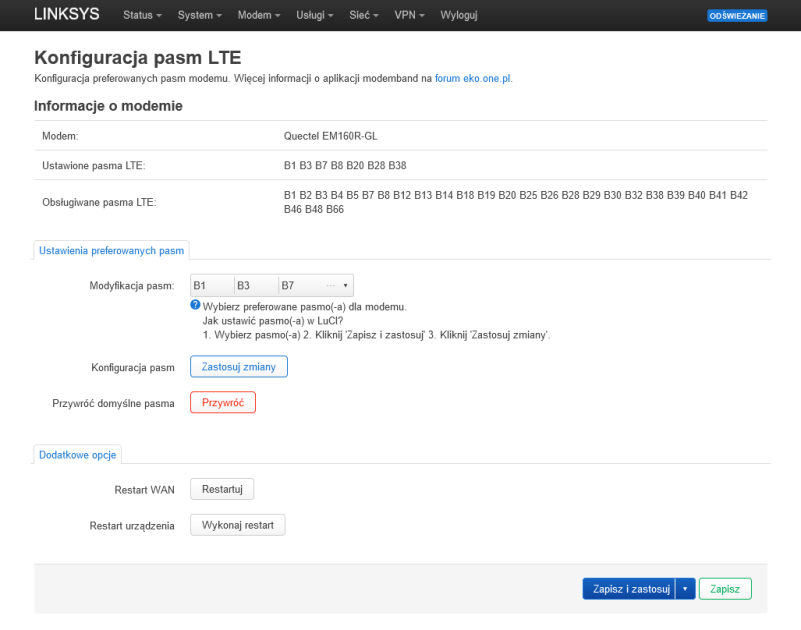 LINKSYS Status System Modem Usługi Sieć VPN Wyloguj ODŚWIEŻANIE
Konfiguracja pasm LTE
Konfiguracja preferowanych pasm modemu. Więcej informacji o aplikacji modemband na forum eko.one.pl.
Informacje o modemie
Modem: Quectel EM160R-GL
Ustawione pasma LTE: B1 B3 B7 B8 B20 B28 B38
Obsługiwane pasma LTE: B1 B2 B3 B4 B5 B7 B8 B12 B13 B14 B18 B19 B20 B25 B26 B28 B29 B30 B32 B38 B39 B40 B41 B42
B46 B48 B66
Ustawienia preferowanych pasm
Modyfikacja pasm: B1 B3 B7 ···
? Wybierz preferowane pasmo(-a) dla modemu.
Jak ustawić pasmo(-a) w LuCI?
1. Wybierz pasmo(-a) 2. Kliknij 'Zapisz i zastosuj' 3. Kliknij 'Zastosuj zmiany'.
Konfiguracja pasm Zastosuj zmiany
Przywróć domyślne pasma Przywróć
Dodatkowe opcje
Restart WAN Restartuj
Restart urządzenia Wykonaj restart
Zapisz i zastosuj Zapisz